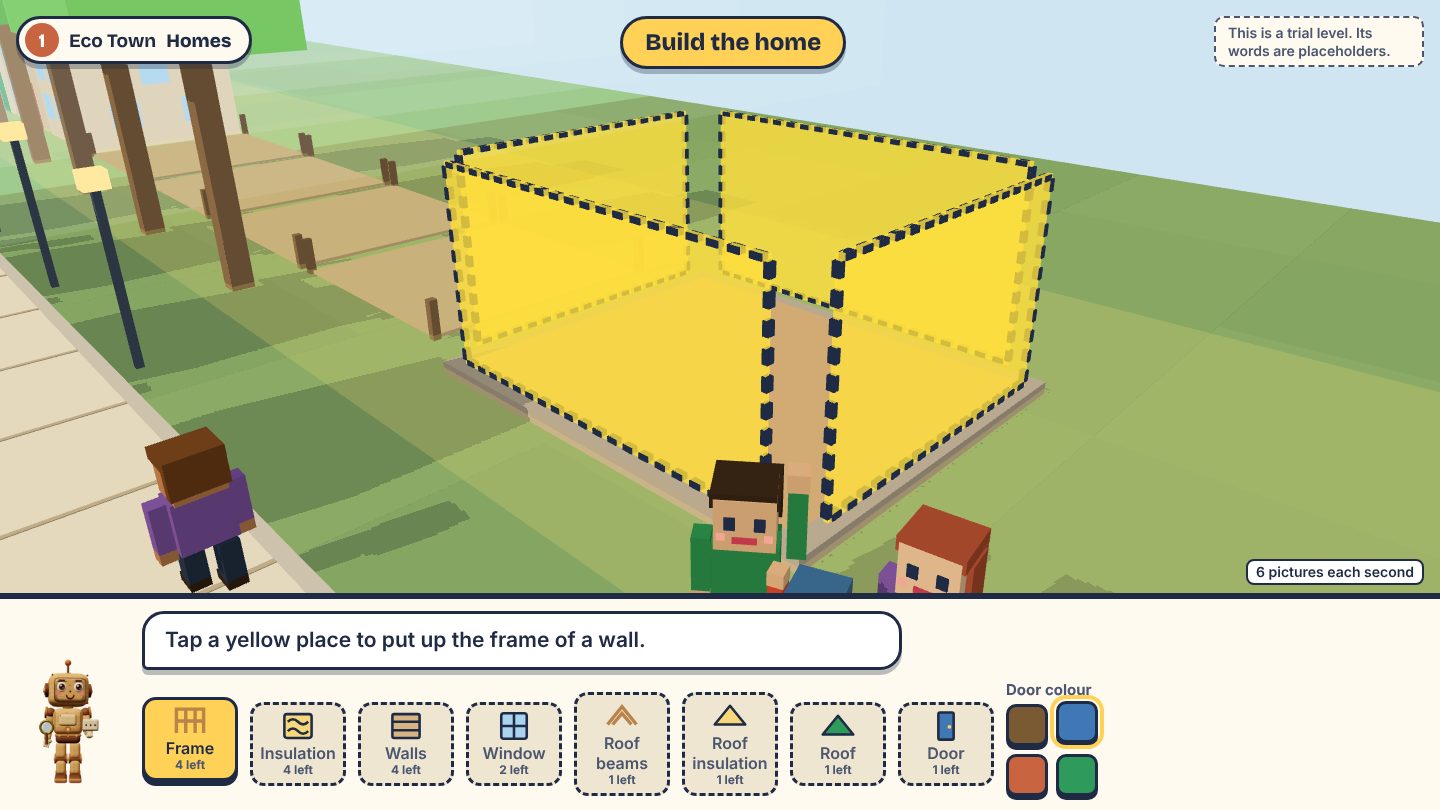 1 Eco Town Homes
Build the home
This is a trial level. Its
words are placeholders.
6 pictures each second
Tap a yellow place to put up the frame of a wall.
Door colour
Frame
4 left
Insulation
4 left
Walls
4 left
Window
2 left
Roof
beams
1 left
Roof
insulation
1 left
Roof
1 left
Door
1 left